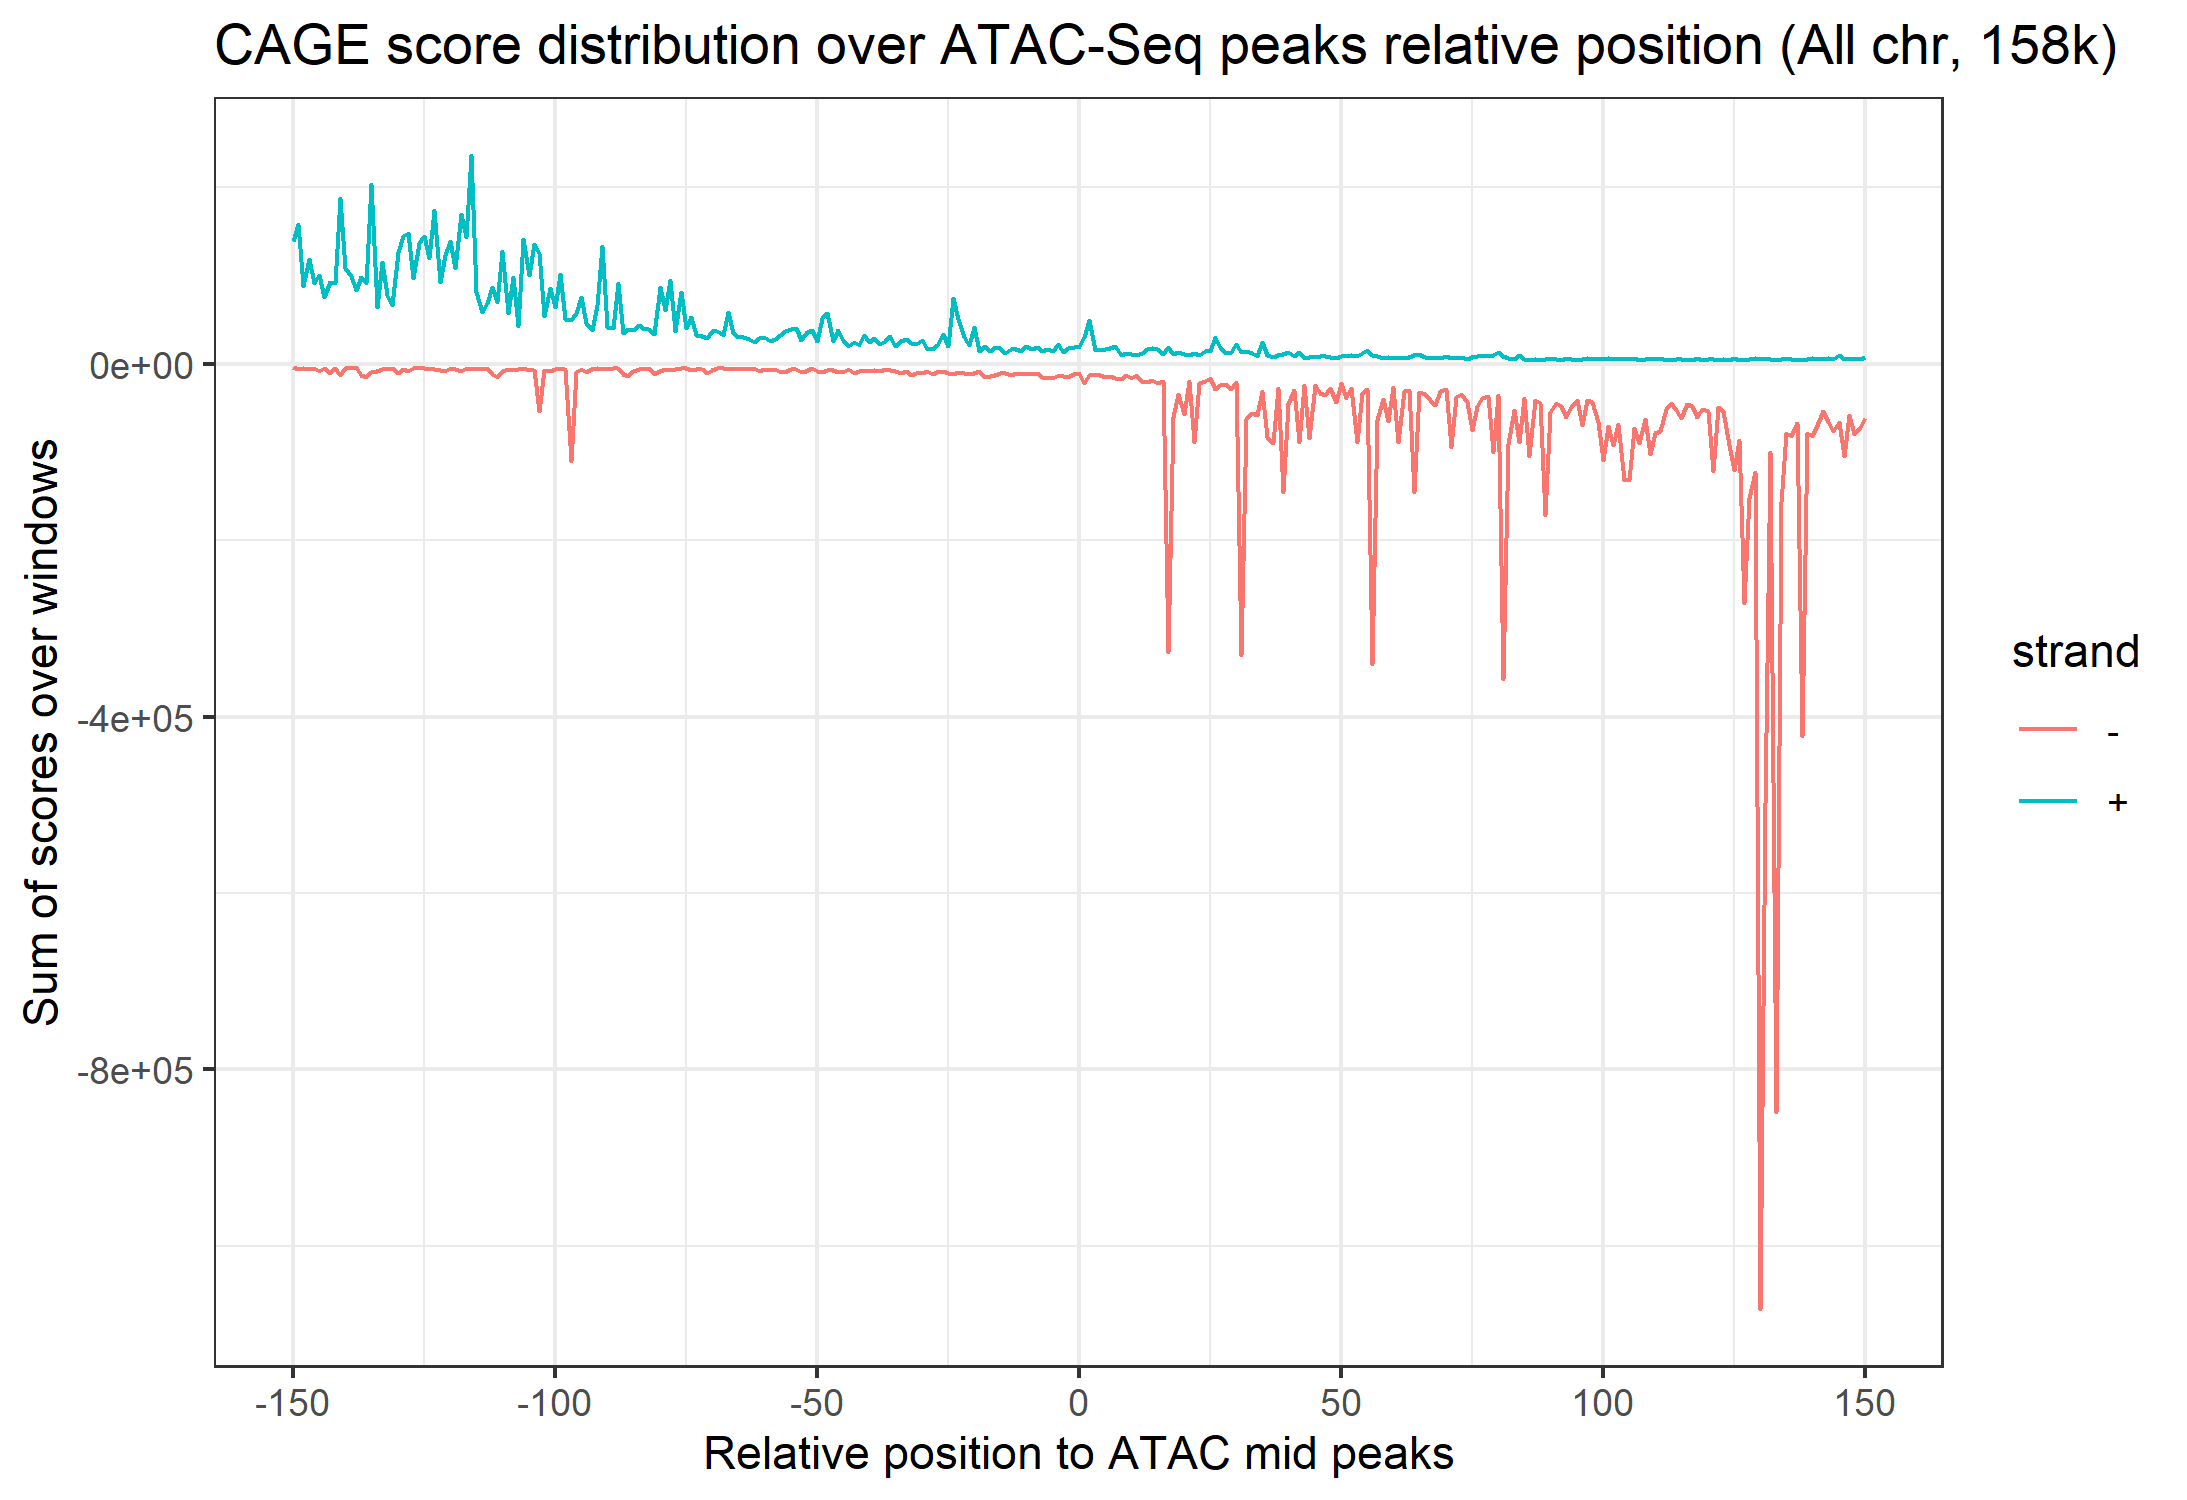 CAGE score distribution over ATAC-Seq peaks relative position (All chr, 158k)
Sum of scores over windows
0e+00
-4e+05
-8e+05
-150
-100
-50
0
50
100
150
Relative position to ATAC mid peaks
strand
-
+